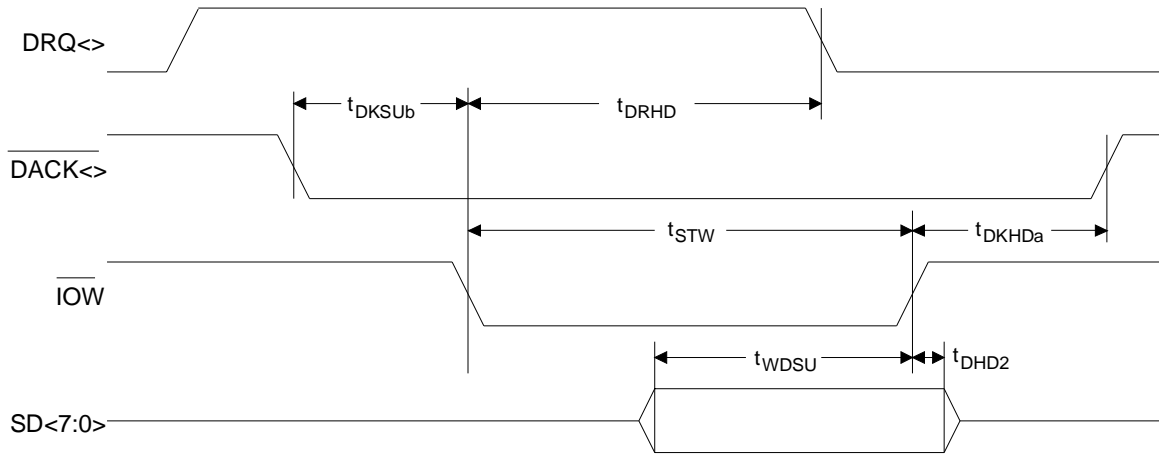 DRQ<>
tDKSUb
tDRHD
DACK<>
tSTW
tDKHDa
IOW
tWDSU
tDHD2
SD<7:0>